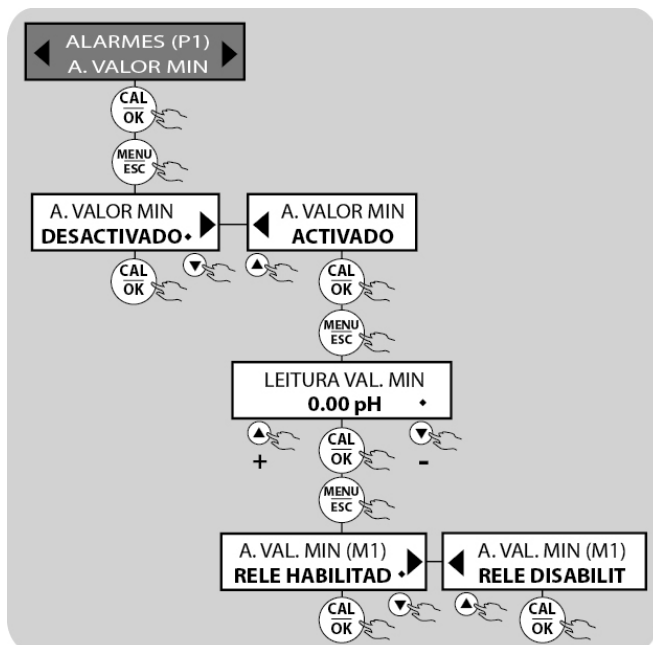 ALARMES (P1)
A. VALOR MIN
CAL
OK
MENU
ESC
A. VALOR MIN
DESACTIVADO
A. VALOR MIN
ACTIVADO
CAL
OK
CAL
OK
MENU
ESC
LEITURA VAL. MIN
0.00 pH
+
CAL
OK
-
MENU
ESC
A. VAL. MIN (M1)
RELE HABILITAD
A. VAL. MIN (M1)
RELE DISABILIT
CAL
OK
CAL
OK